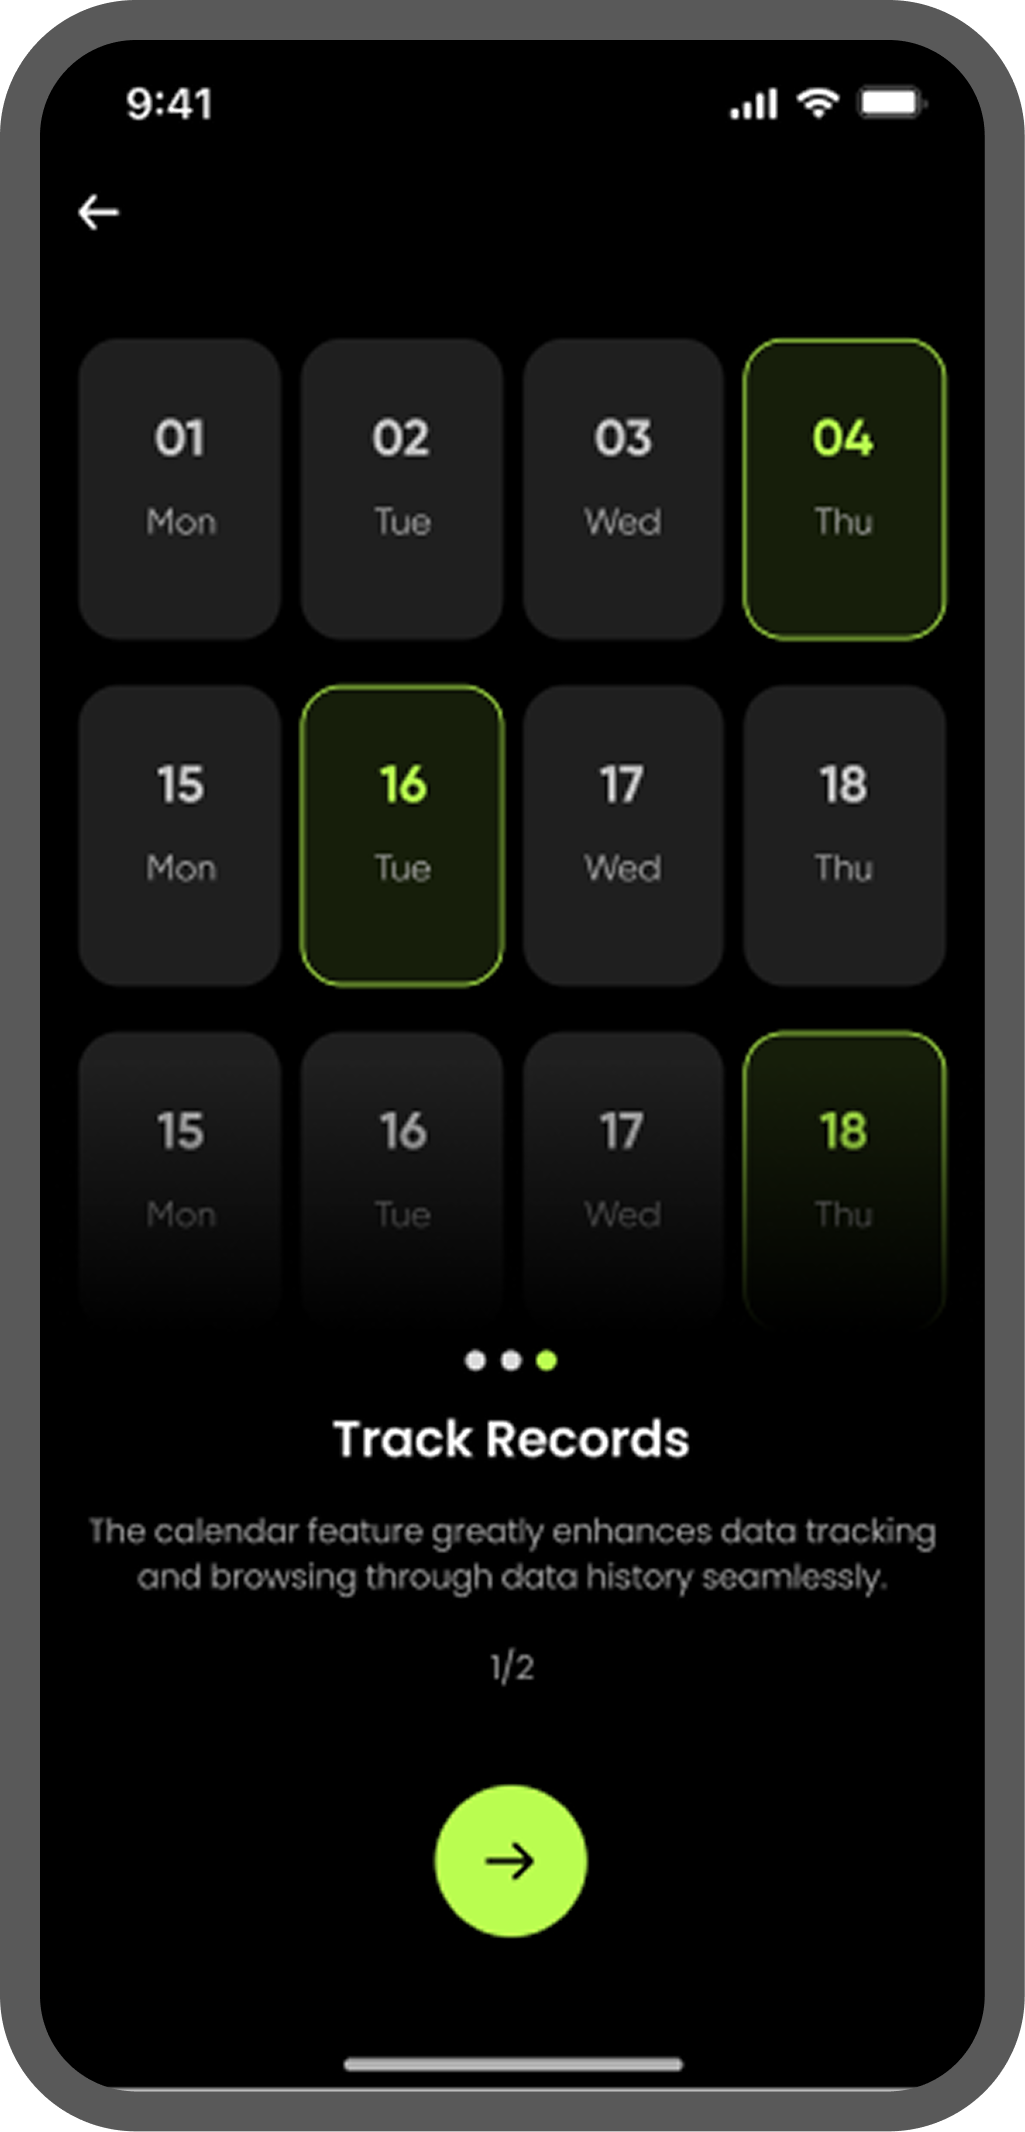 9:41
01 02 03 04
Mon Tue Wed Thu
15 16 17 18
Mon Tue Wed Thu
15 16 17 18
Mon Tue Wed Thu
Track Records
The calendar feature greatly enhances data tracking
and browsing through data history seamlessly.
1/2